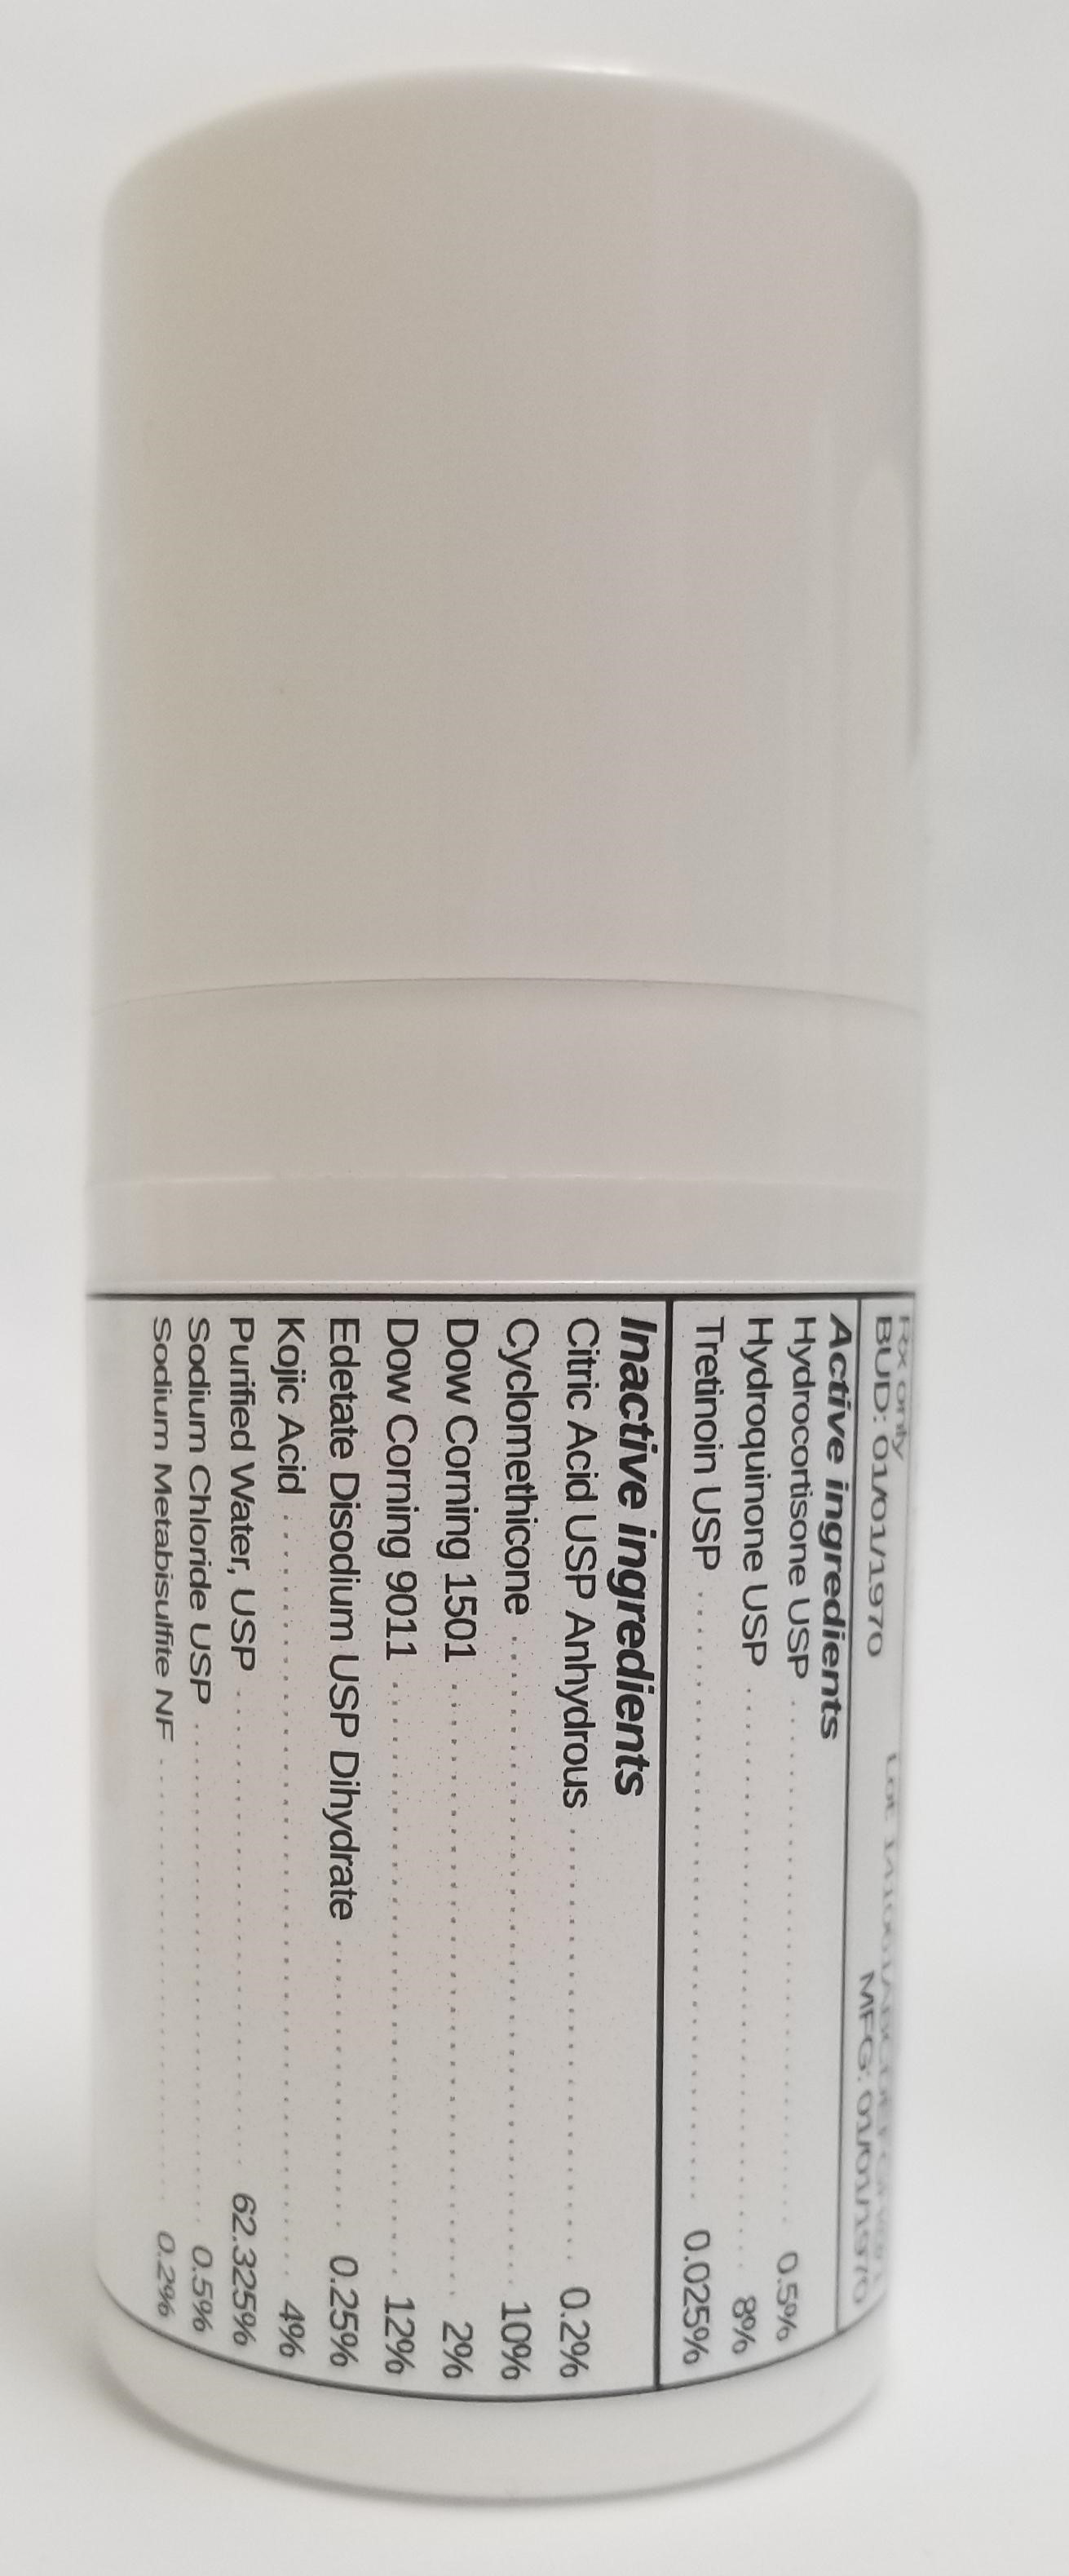 Rx only Lot:
BUD: 01/01/1970 MFG: 01/01/1970
Active ingredients
Hydrocortisone USP ........................ 0.5%
Hydroquinone USP ........................ 8%
Tretinoin USP ........................ 0.025%
Inactive ingredients
Citric Acid USP Anhydrous ........................ 0.2%
Cyclomethicone ........................ 10%
Dow Corning 1501 ........................ 2%
Dow Corning 9011 ........................ 12%
Edetate Disodium USP Dihydrate ........................ 0.25%
Kojic Acid ........................ 4%
Purified Water, USP ........................ 62.325%
Sodium Chloride USP ........................ 0.5%
Sodium Metabisulfite NF ........................ 0.2%